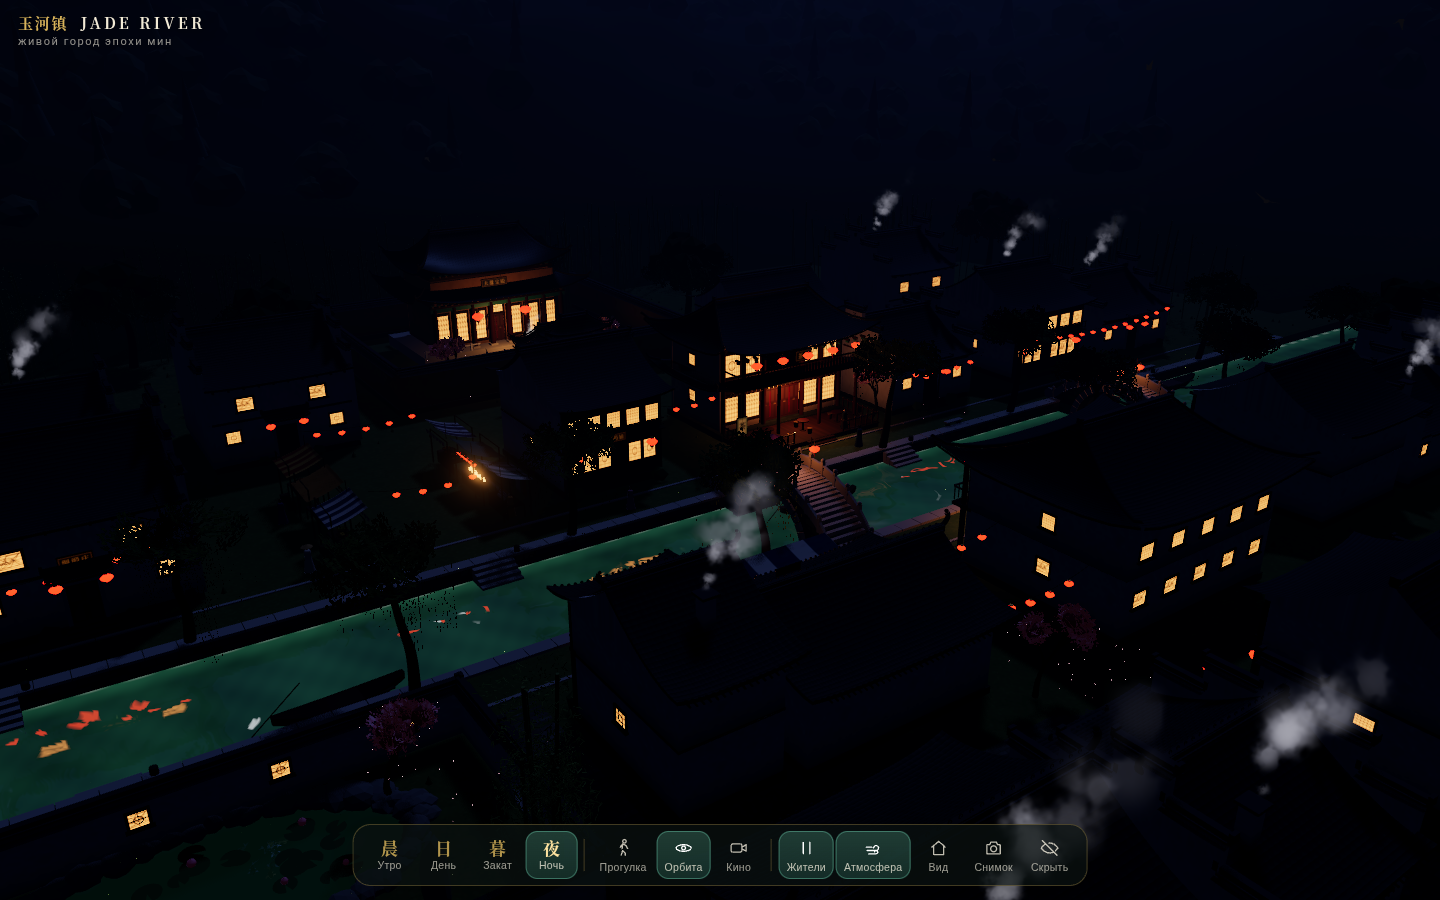 玉河镇 JADE RIVER
живой город эпохи мин
晨 日 暮 夜
Утро День Закат Ночь Прогулка Орбита Кино Жители Атмосфера Вид Снимок Скрыть